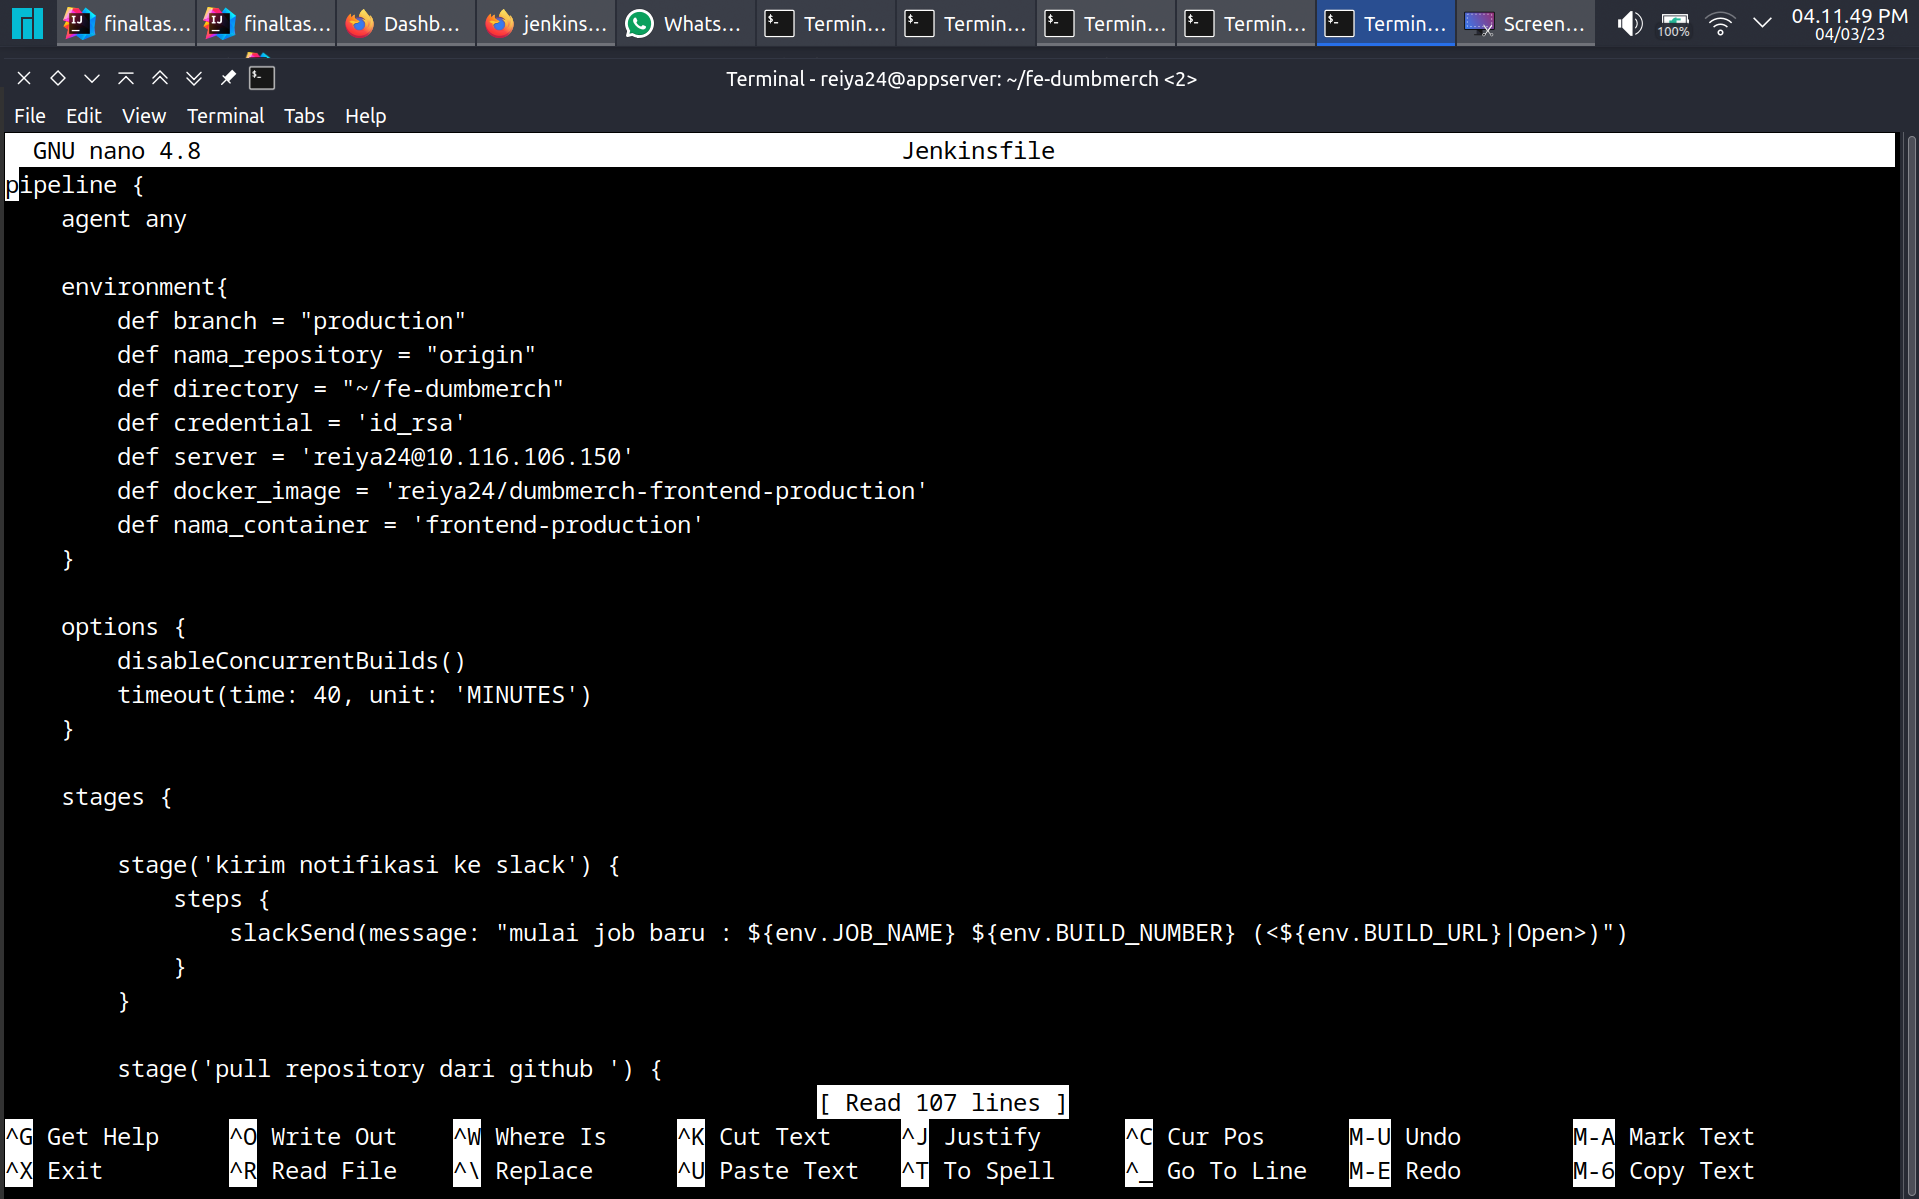 finaltas... finaltas... Dashb... jenkins... Whats... Termin... Termin... Termin... Termin... Termin... Screen... 100% 04.11.49 PM
04/03/23
Terminal - reiya24@appserver: ~/fe-dumbmerch <2>
File Edit View Terminal Tabs Help
GNU nano 4.8 Jenkinsfile
pipeline {
    agent any

    environment{
        def branch = "production"
        def nama_repository = "origin"
        def directory = "~/fe-dumbmerch"
        def credential = 'id_rsa'
        def server = 'reiya24@10.116.106.150'
        def docker_image = 'reiya24/dumbmerch-frontend-production'
        def nama_container = 'frontend-production'
    }

    options {
        disableConcurrentBuilds()
        timeout(time: 40, unit: 'MINUTES')
    }

    stages {

        stage('kirim notifikasi ke slack') {
            steps {
                slackSend(message: "mulai job baru : ${env.JOB_NAME} ${env.BUILD_NUMBER} (<${env.BUILD_URL}|Open>)")
            }
        }

        stage('pull repository dari github ') {
[ Read 107 lines ]
^G Get Help ^O Write Out ^W Where Is ^K Cut Text ^J Justify ^C Cur Pos M-U Undo M-A Mark Text
^X Exit ^R Read File ^\ Replace ^U Paste Text ^T To Spell ^_ Go To Line M-E Redo M-6 Copy Text